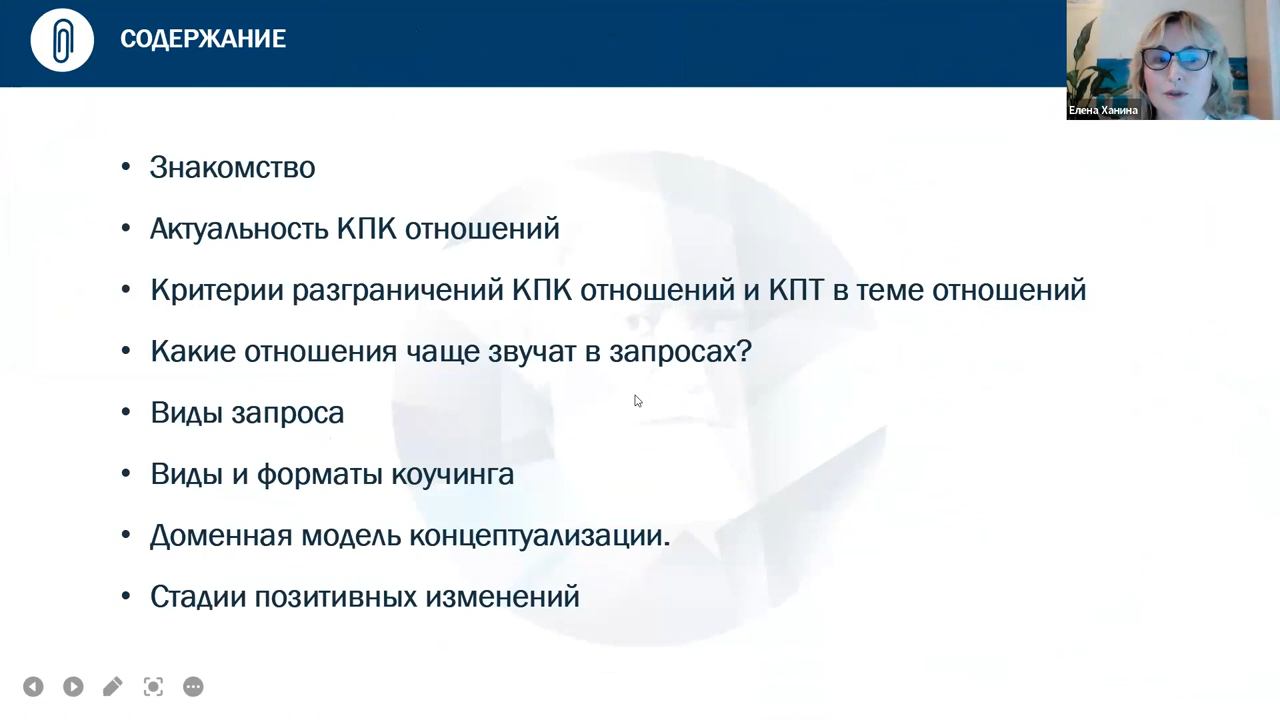 СОДЕРЖАНИЕ
Елена Ханина
• Знакомство
• Актуальность КПК отношений
• Критерии разграничений КПК отношений и КПТ в теме отношений
• Какие отношения чаще звучат в запросах?
• Виды запроса
• Виды и форматы коучинга
• Доменная модель концептуализации.
• Стадии позитивных изменений